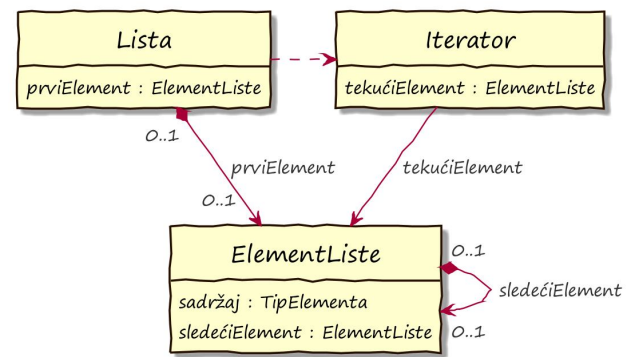 Lista
prviElement : ElementListe
Iterator
tekućiElement : ElementListe
0..1
prviElement
0..1
tekućiElement
ElementListe
sadržaj : TipElementa
sledećiElement : ElementListe
0..1
sledećiElement
0..1